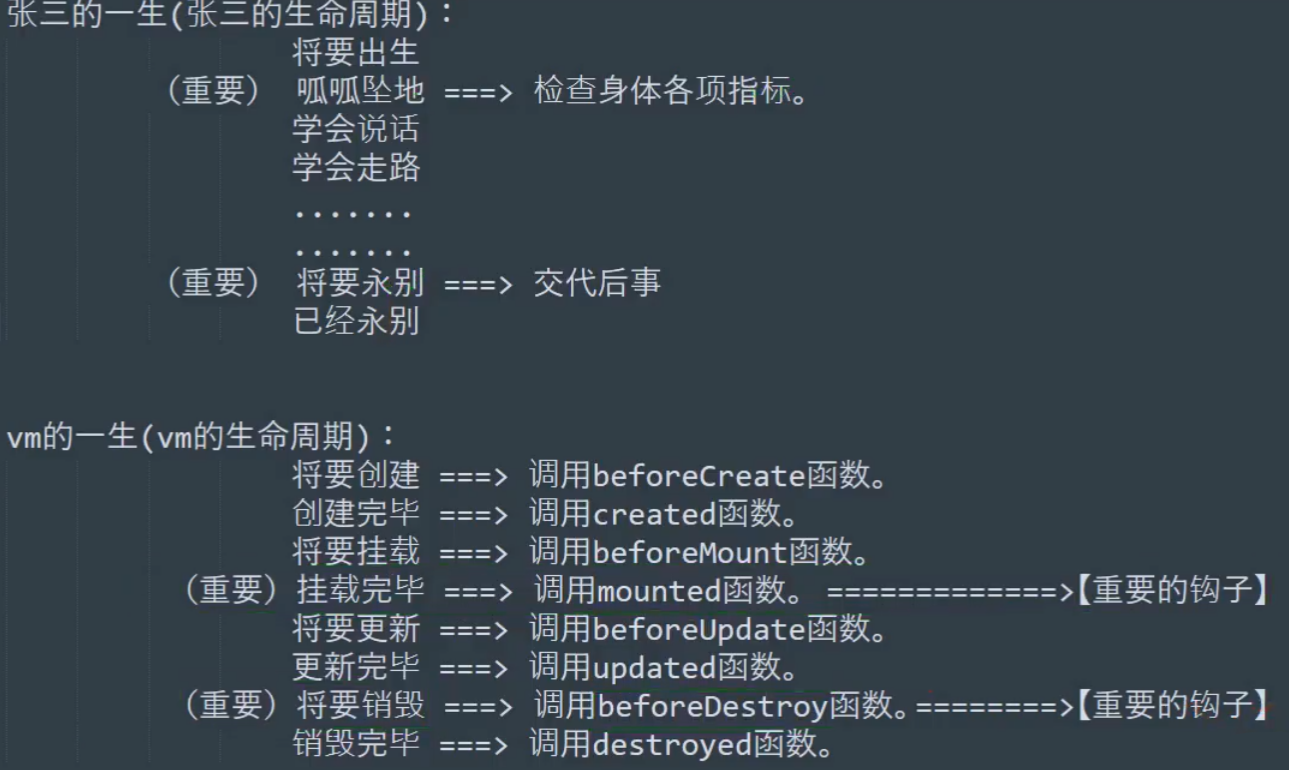 张三的一生(张三的生命周期)：
将要出生
（重要） 呱呱坠地 ===> 检查身体各项指标。
学会说话
学会走路
.......
.......
（重要） 将要永别 ===> 交代后事
已经永别
vm的一生(vm的生命周期)：
将要创建 ===> 调用beforeCreate函数。
创建完毕 ===> 调用created函数。
将要挂载 ===> 调用beforeMount函数。
（重要）挂载完毕 ===> 调用mounted函数。 =============>【重要的钩子】
将要更新 ===> 调用beforeUpdate函数。
更新完毕 ===> 调用updated函数。
（重要）将要销毁 ===> 调用beforeDestroy函数。========>【重要的钩子】
销毁完毕 ===> 调用destroyed函数。